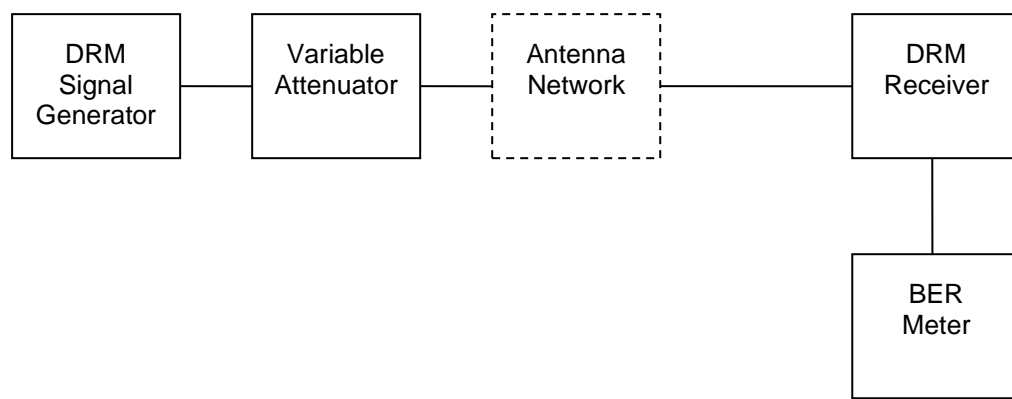 DRM
Signal
Generator
Variable
Attenuator
Antenna
Network
DRM
Receiver
BER
Meter